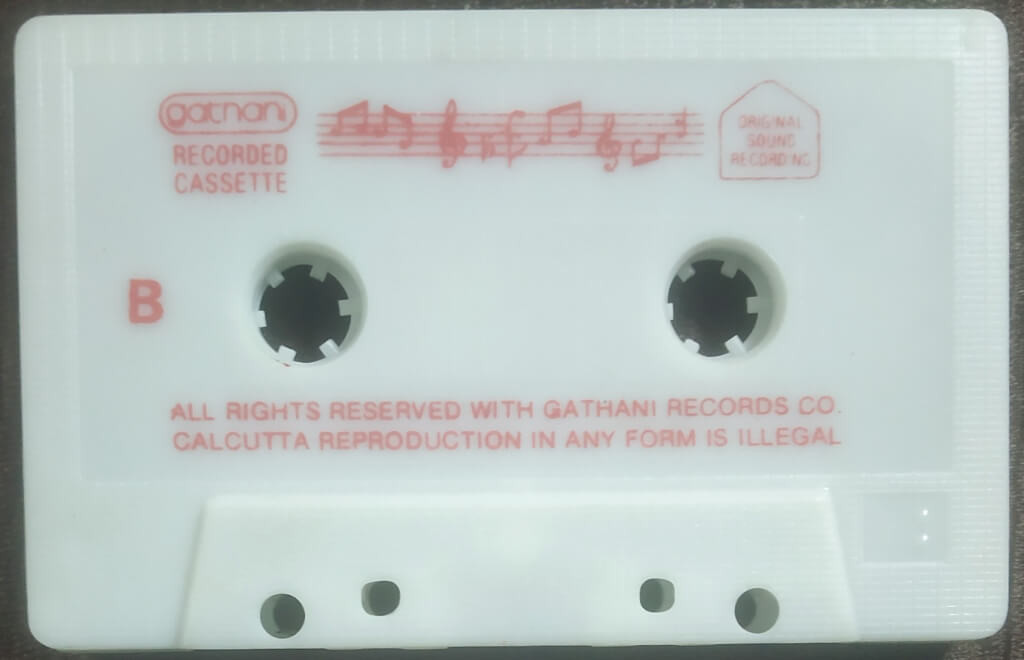 gathani
RECORDED
CASSETTE
ORIGINAL
SOUND
RECORDING
B
ALL RIGHTS RESERVED WITH GATHANI RECORDS CO.
CALCUTTA REPRODUCTION IN ANY FORM IS ILLEGAL